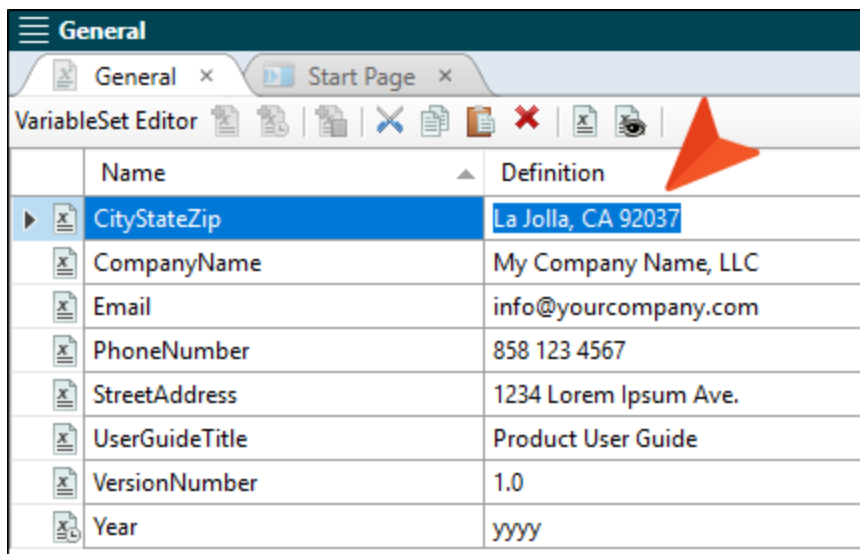 General
General × Start Page ×
VariableSet Editor
Name Definition
CityStateZip La Jolla, CA 92037
CompanyName My Company Name, LLC
Email info@yourcompany.com
PhoneNumber 858 123 4567
StreetAddress 1234 Lorem Ipsum Ave.
UserGuideTitle Product User Guide
VersionNumber 1.0
Year yyyy